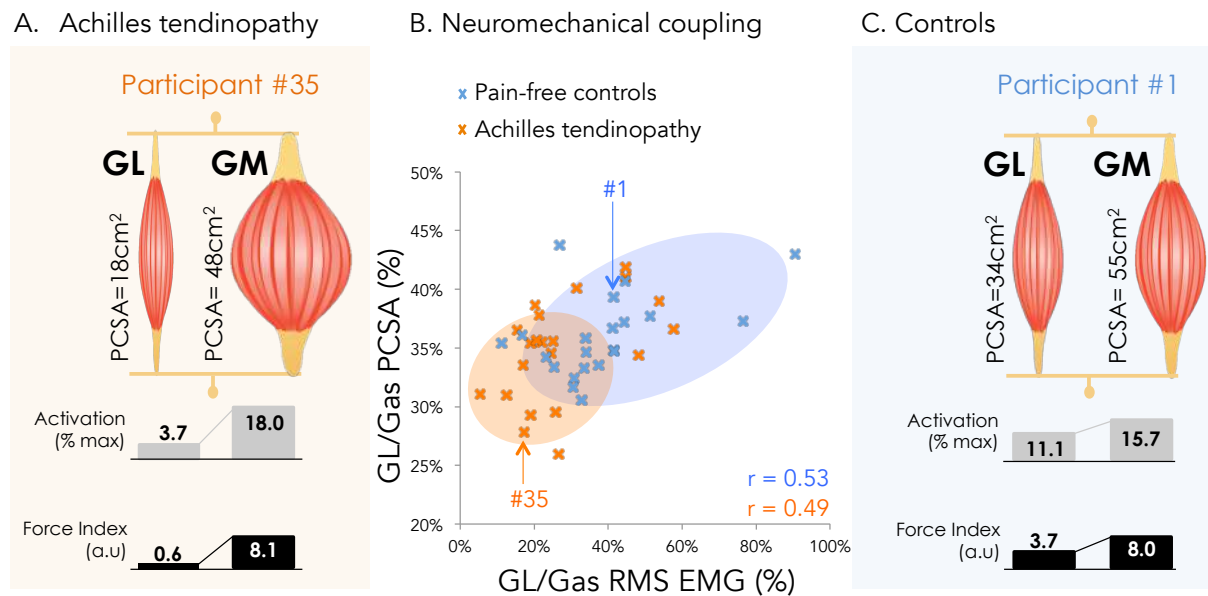 A. Achilles tendinopathy
Participant #35
GL
GM
PCSA= 18cm²
PCSA= 48cm²
Activation
(% max)
3.7
18.0
Force Index
(a.u)
0.6
8.1
B. Neuromechanical coupling
Pain-free controls
Achilles tendinopathy
GL/Gas PCSA (%)
50%
45%
40%
35%
30%
25%
20%
#1
#35
r = 0.53
r = 0.49
0%
20%
40%
60%
80%
100%
GL/Gas RMS EMG (%)
C. Controls
Participant #1
GL
GM
PCSA=34cm²
PCSA= 55cm²
Activation
(% max)
11.1
15.7
Force Index
(a.u)
3.7
8.0